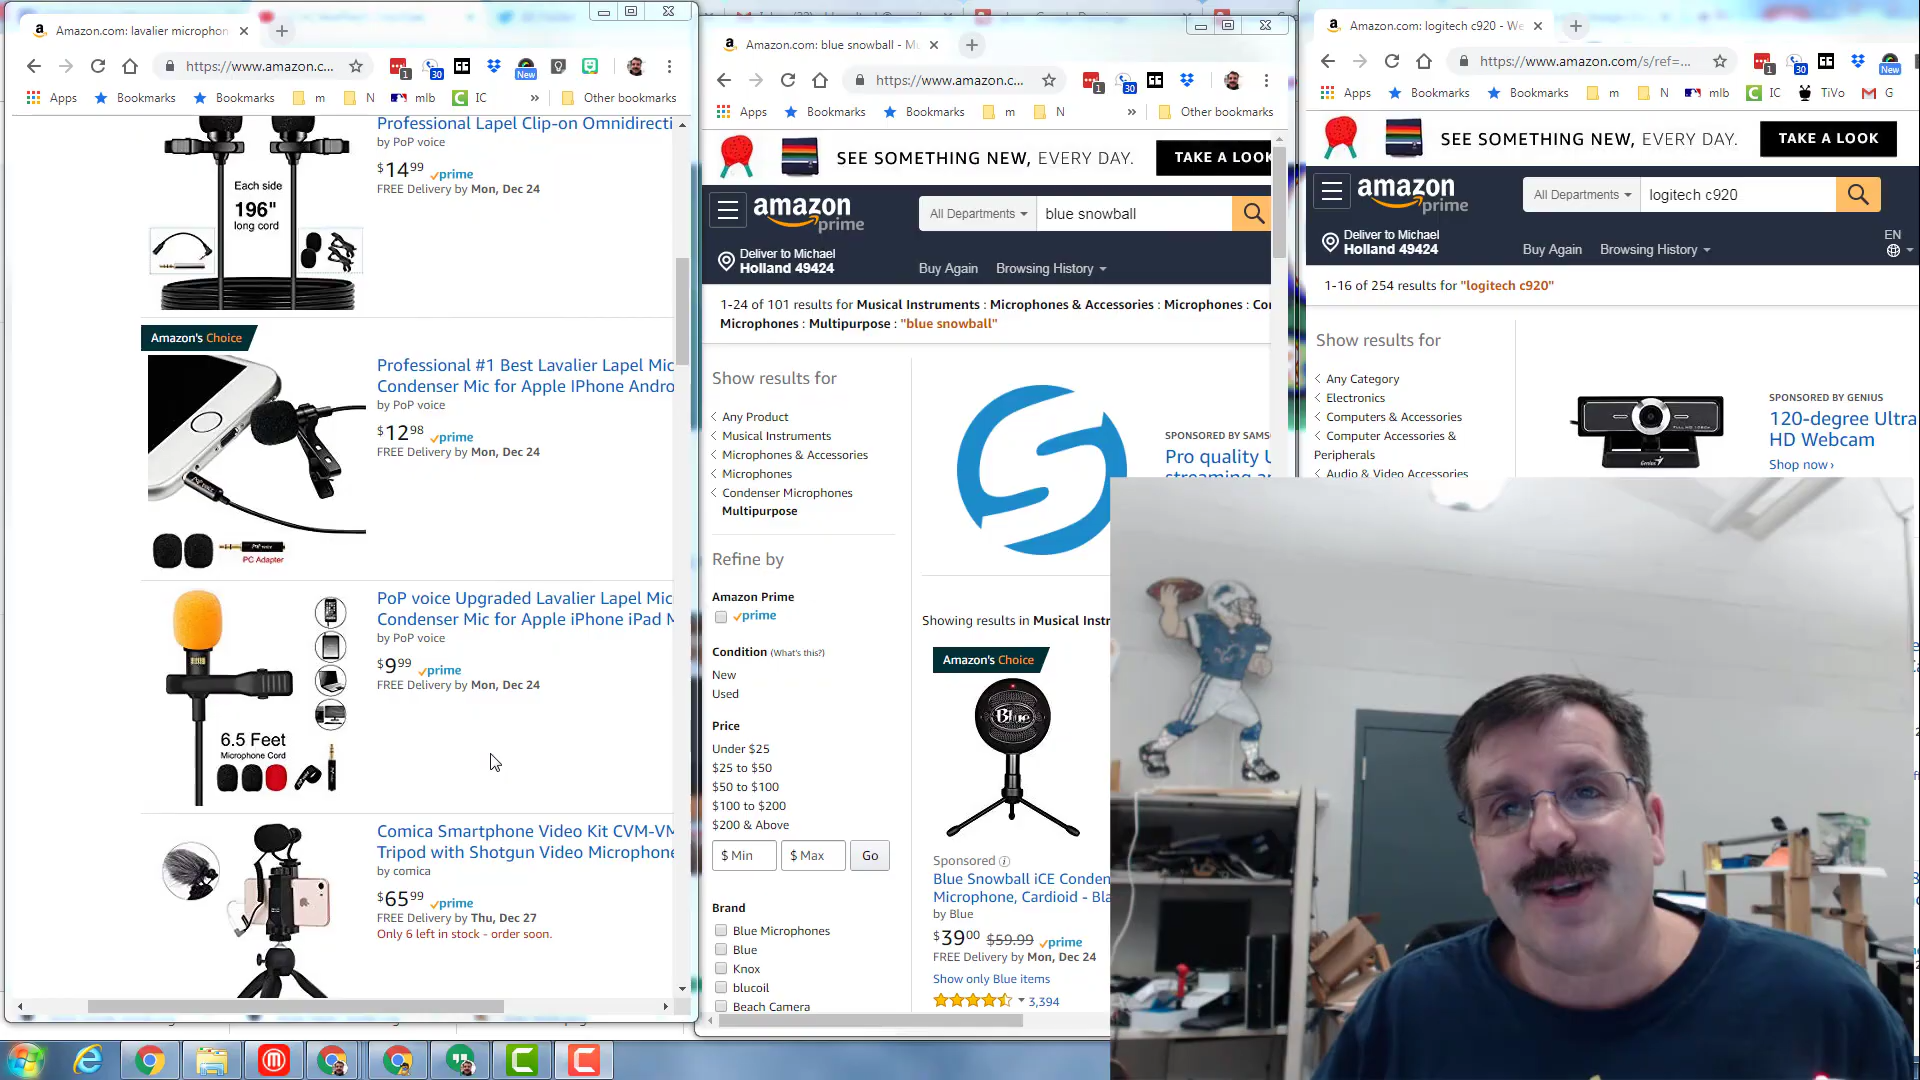 Amazon.com: lavalier microphon
https://www.amazon.c...
1
30
New
Apps
Bookmarks
Bookmarks
m
N
mlb
IC
»
Other bookmarks
Professional Lapel Clip-on Omnidirecti
by PoP voice
$14 99 prime
FREE Delivery by Mon, Dec 24
Each side
196"
long cord
Amazon's Choice
Professional #1 Best Lavalier Lapel Mic
Condenser Mic for Apple IPhone Andro
by PoP voice
$12 98 prime
FREE Delivery by Mon, Dec 24
PC Adapter
PoP voice Upgraded Lavalier Lapel Mic
Condenser Mic for Apple iPhone iPad M
by PoP voice
$9 99 prime
FREE Delivery by Mon, Dec 24
6.5 Feet
Microphone Cord
Comica Smartphone Video Kit CVM-VM
Tripod with Shotgun Video Microphone
by comica
$65 99 prime
FREE Delivery by Thu, Dec 27
Only 6 left in stock - order soon.
Amazon.com: blue snowball - Mu
https://www.amazon.c...
1
30
Apps
Bookmarks
Bookmarks
m
N
»
Other bookmarks
SEE SOMETHING NEW, EVERY DAY.
TAKE A LOOK
amazon
prime
All Departments
blue snowball
Deliver to Michael
Holland 49424
Buy Again
Browsing History
1-24 of 101 results for Musical Instruments : Microphones & Accessories : Microphones : Co
Microphones : Multipurpose : "blue snowball"
Show results for
Any Product
Musical Instruments
Microphones & Accessories
Microphones
Condenser Microphones
Multipurpose
Refine by
Amazon Prime
prime
Condition (What's this?)
New
Used
Price
Under $25
$25 to $50
$50 to $100
$100 to $200
$200 & Above
$ Min
$ Max
Go
Brand
Blue Microphones
Blue
Knox
blucoil
Beach Camera
SPONSORED BY SAMS
Pro quality U
streaming an
Showing results in Musical Instr
Amazon's Choice
Blue
Sponsored
Blue Snowball iCE Conden
Microphone, Cardioid - Bla
by Blue
$39 00 $59.99 prime
FREE Delivery by Mon, Dec 24
Show only Blue items
3,394
Amazon.com: logitech c920 - We
https://www.amazon.com/s/ref=...
1
30
New
Apps
Bookmarks
Bookmarks
m
N
mlb
IC
TiVo
G
SEE SOMETHING NEW, EVERY DAY.
TAKE A LOOK
amazon
prime
All Departments
logitech c920
Deliver to Michael
Holland 49424
Buy Again
Browsing History
EN
1-16 of 254 results for "logitech c920"
Show results for
Any Category
Electronics
Computers & Accessories
Computer Accessories &
Peripherals
Audio & Video Accessories
Genius
SPONSORED BY GENIUS
120-degree Ultra
HD Webcam
Shop now ›